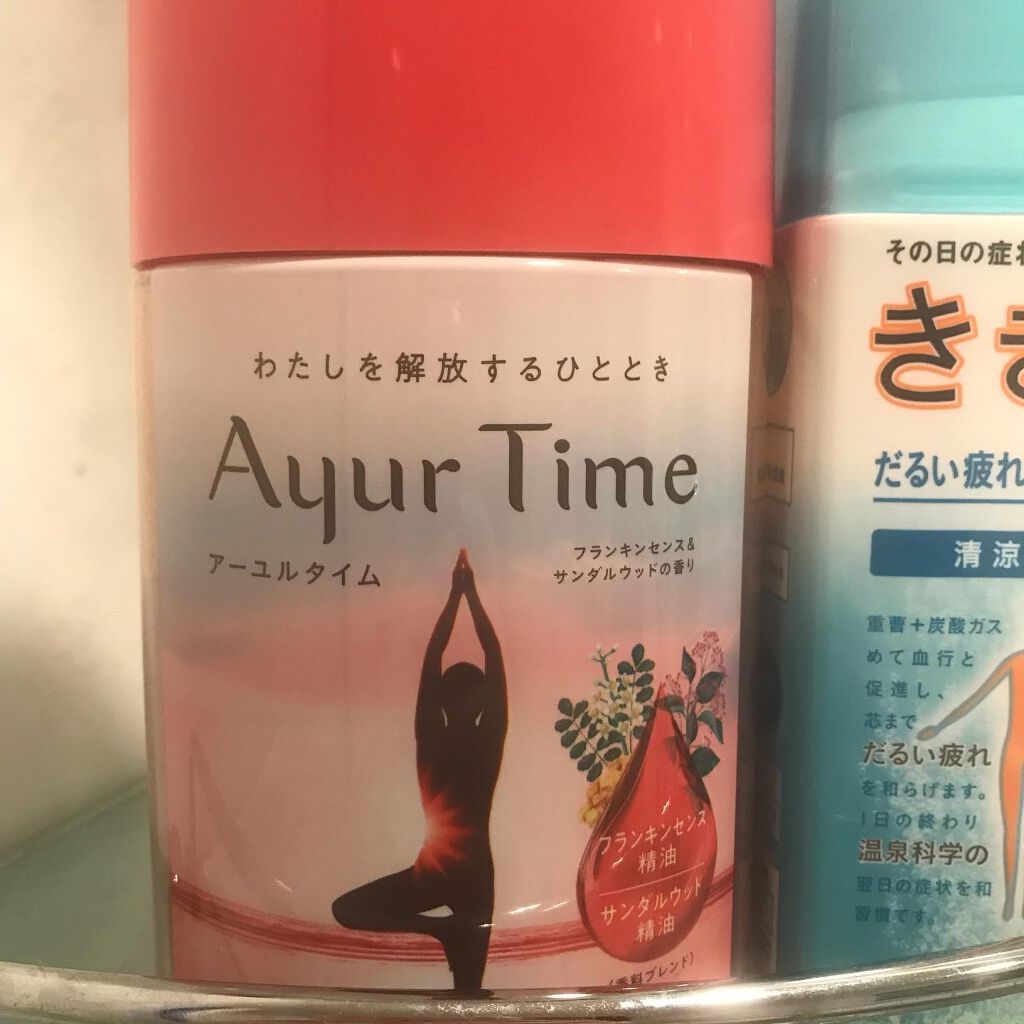 わたしを解放するひととき
Ayur Time
アーユルタイム
フランキンセンス&
サンダルウッドの香り
フランキンセンス
精油
サンダルウッド
精油
(香料ブレンド)
その日の症状
き
だるい疲れ
清涼
重曹+炭酸ガス
めて血行と
促進し、
芯まで
だるい疲れ
を和らげます。
1日の終わり
温泉科学の
翌日の症状を和
習慣です。